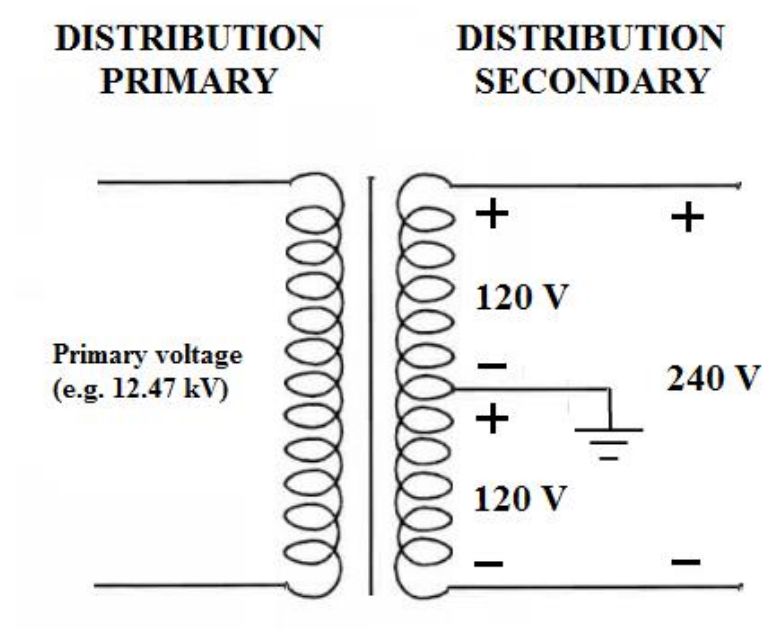 DISTRIBUTION
PRIMARY
DISTRIBUTION
SECONDARY
+
+
120 V
Primary voltage
(e.g. 12.47 kV)
−
240 V
+
120 V
−
−